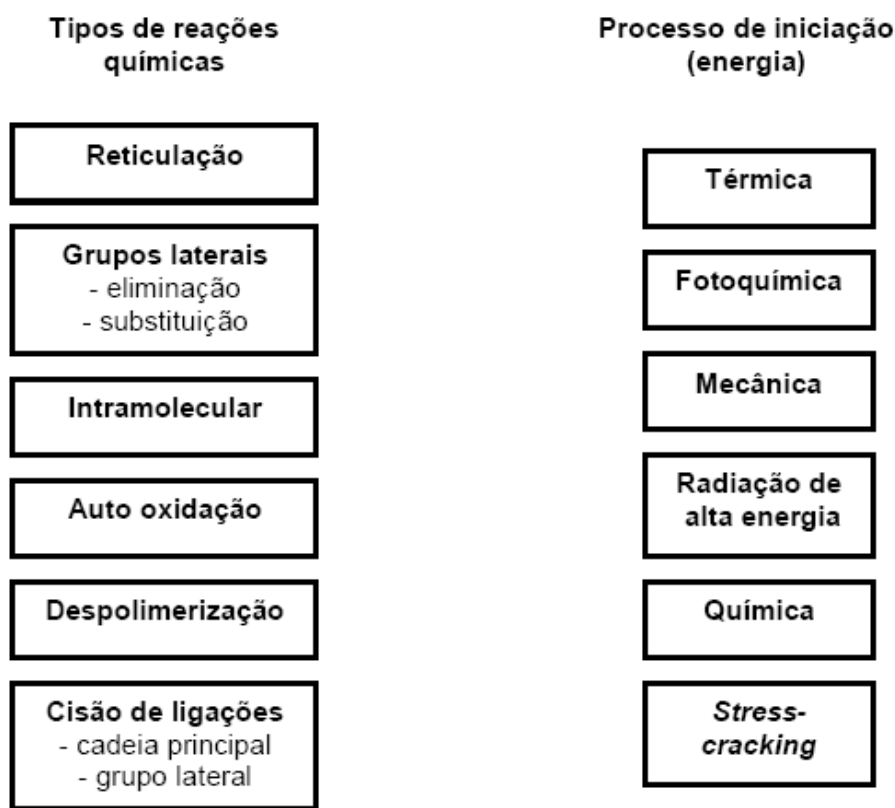 Tipos de reações
químicas
Reticulação
Grupos laterais
- eliminação
- substituição
Intramolecular
Auto oxidação
Despolimerização
Cisão de ligações
- cadeia principal
- grupo lateral
Processo de iniciação
(energia)
Térmica
Fotoquímica
Mecânica
Radiação de
alta energia
Química
Stress-
cracking